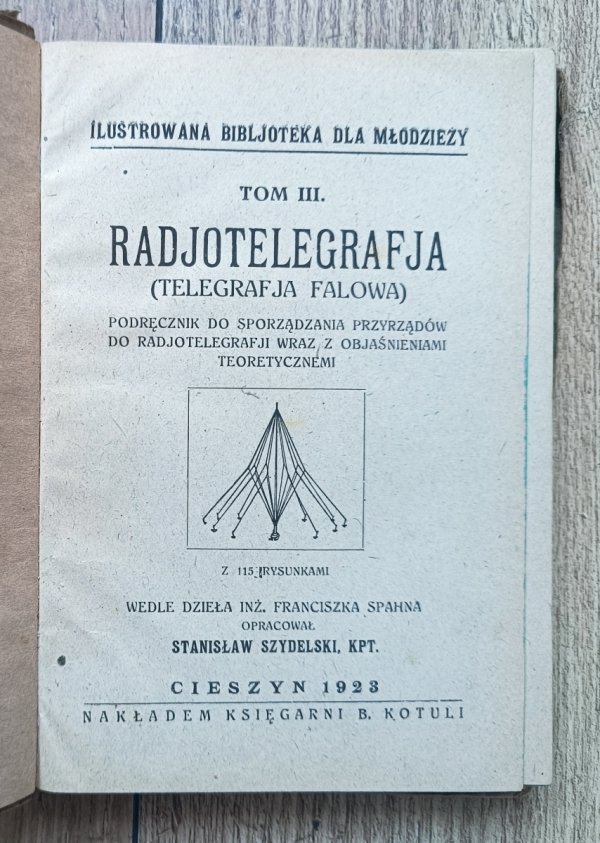 ILUSTROWANA BIBLJOTEKA DLA MŁODZIEŻY
TOM III.
RADJOTELEGRAFJA
(TELEGRAFJA FALOWA)
PODRĘCZNIK DO SPORZĄDZANIA PRZYRZĄDÓW
DO RADJOTELEGRAFJI WRAZ Z OBJAŚNIENIAMI
TEORETYCZNEMI
Z 115 RYSUNKAMI
WEDLE DZIEŁA INŻ. FRANCISZKA SPAHNA
OPRACOWAŁ
STANISŁAW SZYDELSKI, KPT.
CIESZYN 1923
NAKŁADEM KSIĘGARNI B. KOTULI